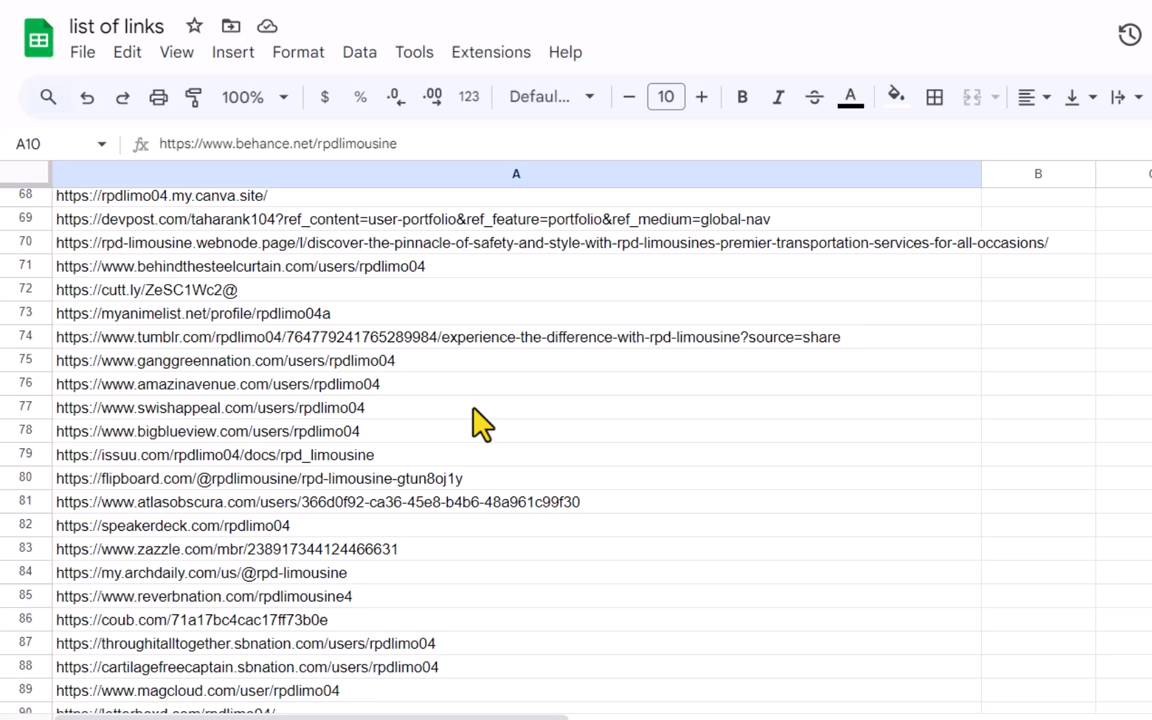 list of links
File Edit View Insert Format Data Tools Extensions Help
100% $ % .0 .00 123 Defaul... 10 B I A
A10 fx https://www.behance.net/rpdlimousine
A B
68 https://rpdlimo04.my.canva.site/
69 https://devpost.com/taharank104?ref_content=user-portfolio&ref_feature=portfolio&ref_medium=global-nav
70 https://rpd-limousine.webnode.page/l/discover-the-pinnacle-of-safety-and-style-with-rpd-limousines-premier-transportation-services-for-all-occasions/
71 https://www.behindthesteelcurtain.com/users/rpdlimo04
72 https://cutt.ly/ZeSC1Wc2@
73 https://myanimelist.net/profile/rpdlimo04a
74 https://www.tumblr.com/rpdlimo04/764779241765289984/experience-the-difference-with-rpd-limousine?source=share
75 https://www.ganggreennation.com/users/rpdlimo04
76 https://www.amazinavenue.com/users/rpdlimo04
77 https://www.swishappeal.com/users/rpdlimo04
78 https://www.bigblueview.com/users/rpdlimo04
79 https://issuu.com/rpdlimo04/docs/rpd_limousine
80 https://flipboard.com/@rpdlimousine/rpd-limousine-gtun8oj1y
81 https://www.atlasobscura.com/users/366d0f92-ca36-45e8-b4b6-48a961c99f30
82 https://speakerdeck.com/rpdlimo04
83 https://www.zazzle.com/mbr/238917344124466631
84 https://my.archdaily.com/us/@rpd-limousine
85 https://www.reverbnation.com/rpdlimousine4
86 https://coub.com/71a17bc4cac17ff73b0e
87 https://throughitalltogether.sbnation.com/users/rpdlimo04
88 https://cartilagefreecaptain.sbnation.com/users/rpdlimo04
89 https://www.magcloud.com/user/rpdlimo04
90 https://letterboxd.com/rpdlimo04/